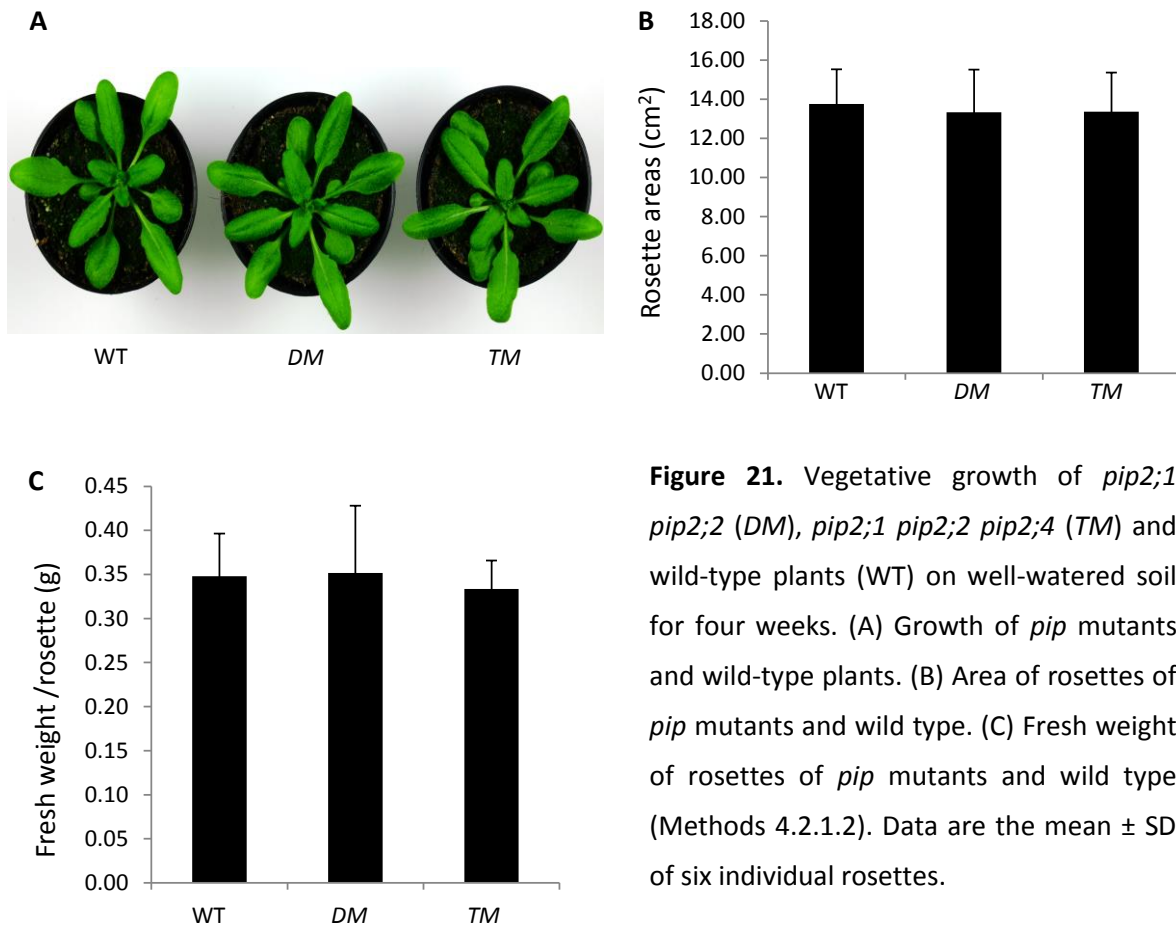 A
WT
DM
TM
B
Rosette areas (cm²)
18.00
16.00
14.00
12.00
10.00
8.00
6.00
4.00
2.00
0.00
WT
DM
TM
C
Fresh weight /rosette (g)
0.45
0.40
0.35
0.30
0.25
0.20
0.15
0.10
0.05
0.00
WT
DM
TM
Figure 21. Vegetative growth of pip2;1
pip2;2 (DM), pip2;1 pip2;2 pip2;4 (TM) and
wild-type plants (WT) on well-watered soil
for four weeks. (A) Growth of pip mutants
and wild-type plants. (B) Area of rosettes of
pip mutants and wild type. (C) Fresh weight
of rosettes of pip mutants and wild type
(Methods 4.2.1.2). Data are the mean ± SD
of six individual rosettes.